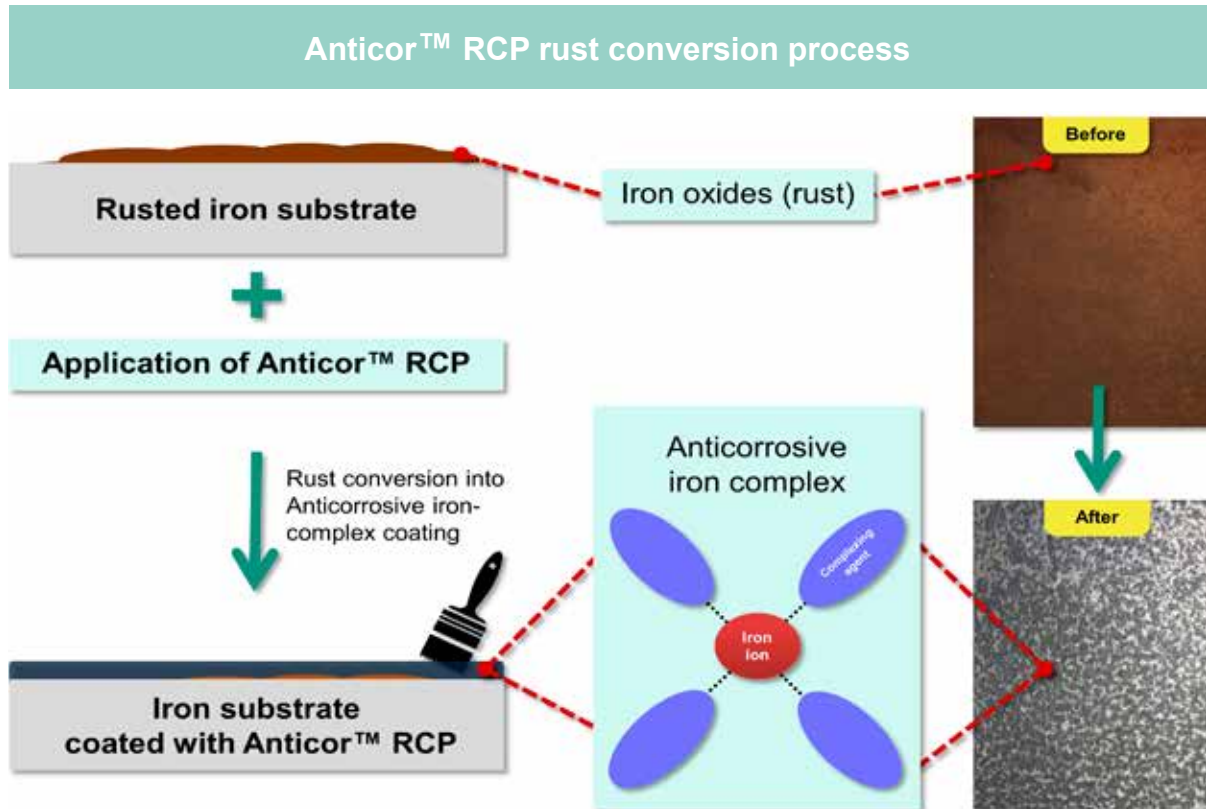 Anticor™ RCP rust conversion process
Before
Iron oxides (rust)
Rusted iron substrate
Application of Anticor™ RCP
Rust conversion into
Anticorrosive iron-
complex coating
Anticorrosive
iron complex
Complexing
agent
Iron
ion
After
Iron substrate
coated with Anticor™ RCP